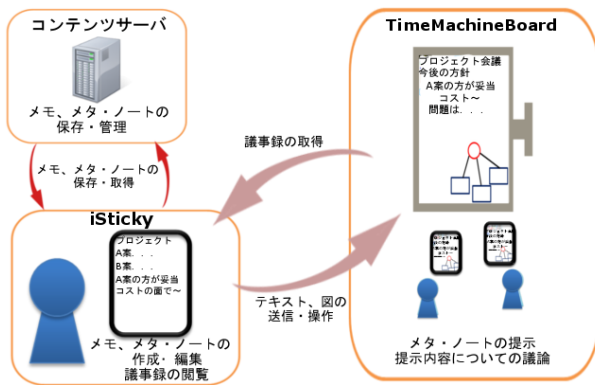 コンテンツサーバ
メモ、メタ・ノートの
保存・管理
メモ、メタ・ノートの
保存・取得
iSticky
プロジェクト
A案．．．
B案．．．
A案の方が妥当
コストの面で～
メモ、メタ・ノートの
作成・編集
議事録の閲覧
議事録の取得
テキスト、図の
送信・操作
TimeMachineBoard
プロジェクト会議
今後の方針
A案の方が妥当
コスト～
問題は．．．
メタ・ノートの提示
提示内容についての議論